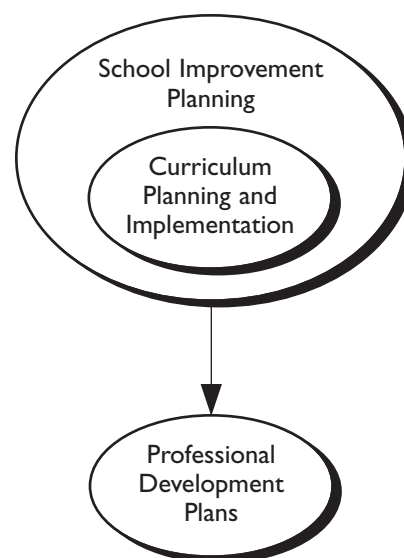 School Improvement
Planning
Curriculum
Planning and
Implementation
Professional
Development
Plans